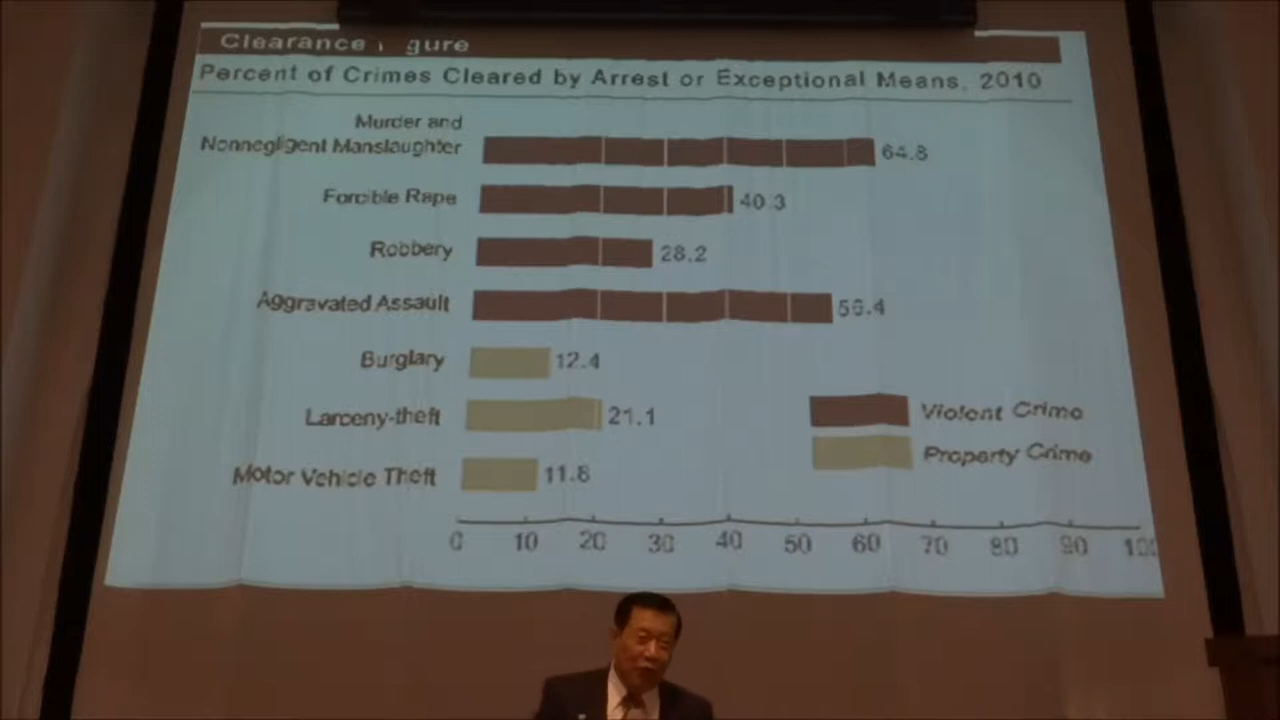 Clearance Figure
Percent of Crimes Cleared by Arrest or Exceptional Means, 2010
Murder and
Nonnegligent Manslaughter 64.8
Forcible Rape 40.3
Robbery 28.2
Aggravated Assault 56.4
Burglary 12.4
Larceny-theft 21.1
Motor Vehicle Theft 11.8
Violent Crime
Property Crime
0 10 20 30 40 50 60 70 80 90 100